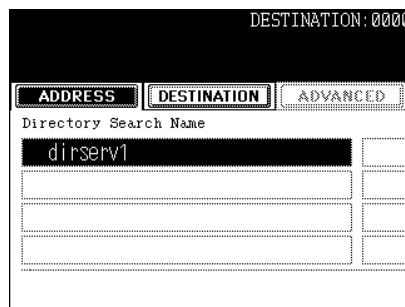 DESTINATION:000
ADDRESS DESTINATION ADVANCED
Directory Search Name
dirserv1